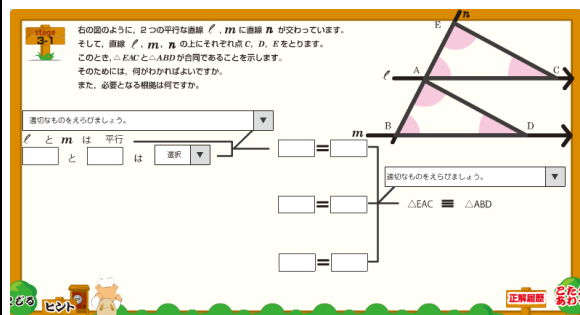 stage
3-1
右の図のように，2つの平行な直線 ℓ，m に直線 n が交わっています。
そして，直線 ℓ，m，n の上にそれぞれ点 C，D，E をとります。
このとき，△EACと△ABDが合同であることを示します。
そのためには，何がわかればよいですか。
また，必要となる根拠は何ですか。
n
E
ℓ
A
C
m
B
D
適切なものをえらびましょう。 ▼
ℓ と m は 平行
と は 選択 ▼
=
適切なものをえらびましょう。 ▼
= △EAC ≡ △ABD
=
もどる
ヒント
正解履歴
こたえあわせ